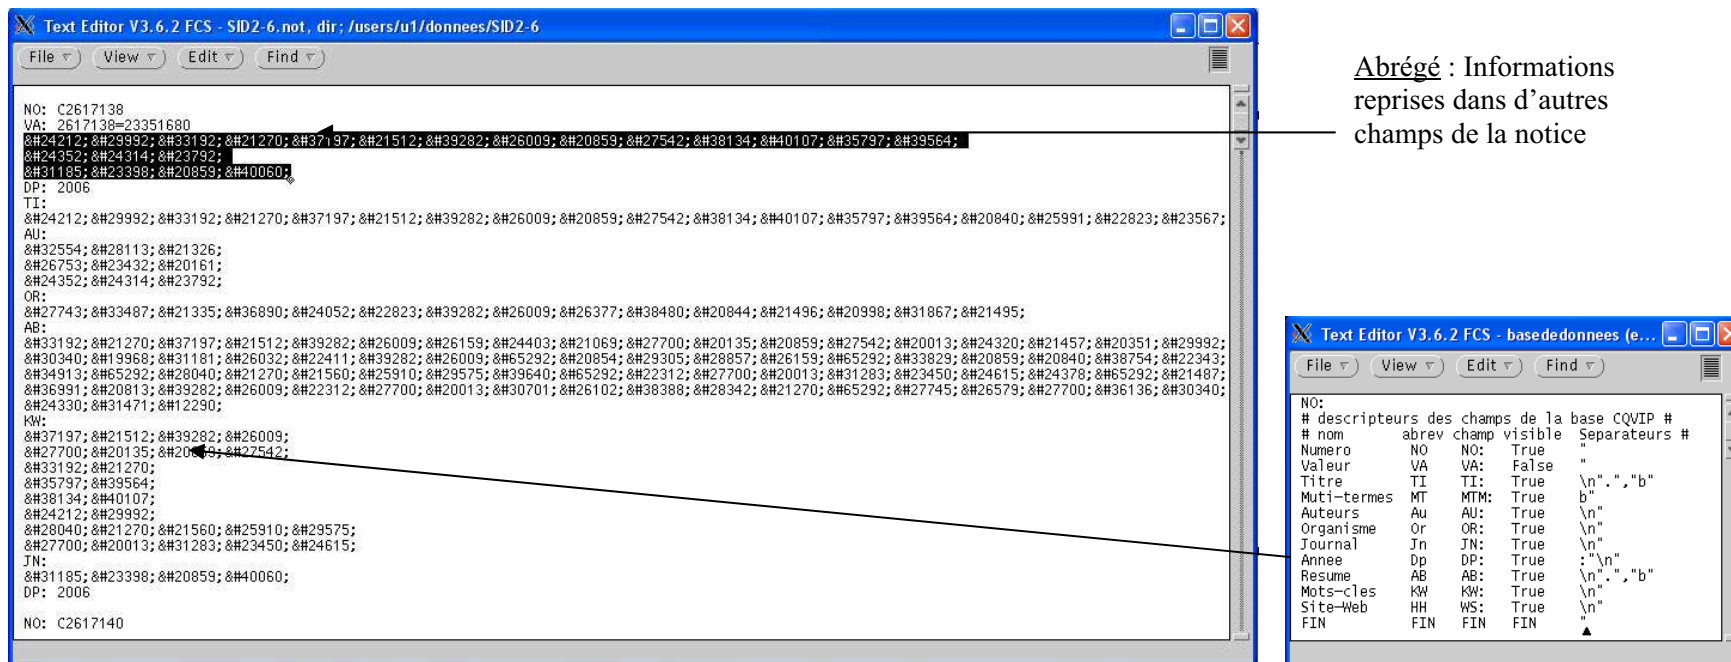 Text Editor V3.6.2 FCS - SID2-6.not, dir; /users/u1/donnees/SID2-6
File View Edit Find
NO: C2617138
VA: 2617138=23351680
&#24212;&#29992;&#33192;&#21270;&#37197;&#21512;&#39282;&#26009;&#20859;&#27542;&#38134;&#40107;&#35797;&#39564;
&#24352;&#24314;&#23792;
&#31185;&#23398;&#20859;&#40060;
DP: 2006
TI:
&#24212;&#29992;&#33192;&#21270;&#37197;&#21512;&#39282;&#26009;&#20859;&#27542;&#38134;&#40107;&#35797;&#39564;&#20840;&#25991;&#22823;&#23567;
AU:
&#32554;&#28113;&#21326;
&#26753;&#23432;&#20161;
&#24352;&#24314;&#23792;
OR:
&#27743;&#33487;&#21335;&#36890;&#24052;&#22823;&#39282;&#26009;&#26377;&#38480;&#20844;&#21496;&#20998;&#31867;&#21495;
AB:
&#33192;&#21270;&#37197;&#21512;&#39282;&#26009;&#26159;&#24403;&#21069;&#27700;&#20135;&#20859;&#27542;&#20013;&#24320;&#21457;&#20351;&#29992;
&#30340;&#19968;&#31181;&#26032;&#22411;&#39282;&#26009;&#65292;&#20854;&#29305;&#28857;&#26159;&#65292;&#33829;&#20859;&#20840;&#38754;&#22343;
&#34913;&#65292;&#28040;&#21270;&#21560;&#25910;&#29575;&#39640;&#65292;&#22312;&#27700;&#20013;&#31283;&#23450;&#24615;&#24378;&#65292;&#21487;
&#36991;&#20813;&#39282;&#26009;&#22312;&#27700;&#20013;&#30701;&#26102;&#38388;&#28342;&#21270;&#65292;&#27745;&#26579;&#27700;&#36136;&#30340;
&#24330;&#31471;&#12290;
KW:
&#37197;&#21512;&#39282;&#26009;
&#27700;&#20135;&#20859;&#27542;
&#33192;&#21270;
&#35797;&#39564;
&#38134;&#40107;
&#24212;&#29992;
&#28040;&#21270;&#21560;&#25910;&#29575;
&#27700;&#20013;&#31283;&#23450;&#24615;
JN:
&#31185;&#23398;&#20859;&#40060;
DP: 2006
NO: C2617140
Abrégé : Informations
reprises dans d’autres
champs de la notice
Text Editor V3.6.2 FCS - basededonnees (e...
File View Edit Find
NO:
# descripteurs des champs de la base CQVIP #
# nom abrev champ visible Separateurs #
Numero NO NO: True "
Valeur VA VA: False "
Titre TI TI: True \n".","b"
Muti-termes MT MTM: True b"
Auteurs Au AU: True \n"
Organisme Or OR: True \n"
Journal Jn JN: True \n"
Annee Dp DP: True :"\n"
Resume AB AB: True \n".","b"
Mots-cles KW KW: True \n"
Site-Web HH WS: True \n"
FIN FIN FIN FIN "